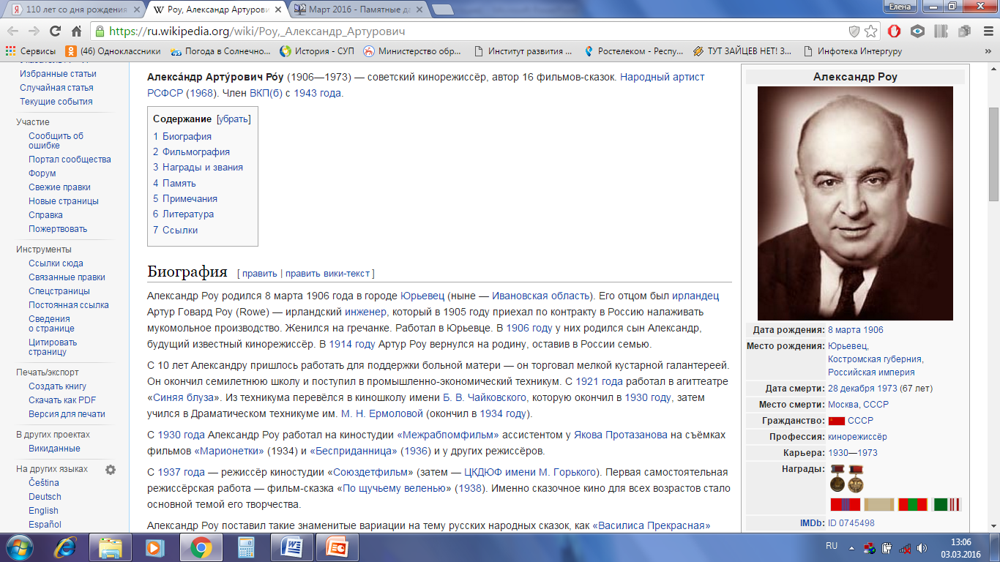 110 лет со дня рождения
Роу, Александр Артурови
Март 2016 - Памятные да
Елена
https://ru.wikipedia.org/wiki/Роу,_Александр_Артурович
Сервисы
(46) Одноклассники
Погода в Солнечно...
История - СУП
Министерство обр...
Институт развития ...
Ростелеком - Респу...
ТУТ ЗАЙЦЕВ НЕТ! З...
Инфотека Интергуру
»
Избранные статьи
Случайная статья
Текущие события
Участие
Сообщить об
ошибке
Портал сообщества
Форум
Свежие правки
Новые страницы
Справка
Пожертвовать
Инструменты
Ссылки сюда
Связанные правки
Спецстраницы
Постоянная ссылка
Сведения
о странице
Цитировать
страницу
Печать/экспорт
Создать книгу
Скачать как PDF
Версия для печати
В других проектах
Викиданные
На других языках
Čeština
Deutsch
English
Español
Алекса́ндр Арту́рович Ро́у (1906—1973) — советский кинорежиссёр, автор 16 фильмов-сказок. Народный артист
РСФСР (1968). Член ВКП(б) с 1943 года.
Содержание [убрать]
1 Биография
2 Фильмография
3 Награды и звания
4 Память
5 Примечания
6 Литература
7 Ссылки
Биография [ править | править вики-текст ]
Александр Роу родился 8 марта 1906 года в городе Юрьевец (ныне — Ивановская область). Его отцом был ирландец
Артур Говард Роу (Rowe) — ирландский инженер, который в 1905 году приехал по контракту в Россию налаживать
мукомольное производство. Женился на гречанке. Работал в Юрьевце. В 1906 году у них родился сын Александр,
будущий известный кинорежиссёр. В 1914 году Артур Роу вернулся на родину, оставив в России семью.
С 10 лет Александру пришлось работать для поддержки больной матери — он торговал мелкой кустарной галантереей.
Он окончил семилетнюю школу и поступил в промышленно-экономический техникум. С 1921 года работал в агиттеатре
«Синяя блуза». Из техникума перевёлся в киношколу имени Б. В. Чайковского, которую окончил в 1930 году, затем
учился в Драматическом техникуме им. М. Н. Ермоловой (окончил в 1934 году).
С 1930 года Александр Роу работал на киностудии «Межрабпомфильм» ассистентом у Якова Протазанова на съёмках
фильмов «Марионетки» (1934) и «Бесприданница» (1936) и у других режиссёров.
С 1937 года — режиссёр киностудии «Союздетфильм» (затем — ЦКДЮФ имени М. Горького). Первая самостоятельная
режиссёрская работа — фильм-сказка «По щучьему веленью» (1938). Именно сказочное кино для всех возрастов стало
основной темой его творчества.
Александр Роу поставил такие знаменитые вариации на тему русских народных сказок, как «Василиса Прекрасная»
Александр Роу
Дата рождения: 8 марта 1906
Место рождения: Юрьевец,
Костромская губерния,
Российская империя
Дата смерти: 28 декабря 1973 (67 лет)
Место смерти: Москва, СССР
Гражданство: СССР
Профессия: кинорежиссёр
Карьера: 1930—1973
Награды:
IMDb: ID 0745498
RU
13:06
03.03.2016